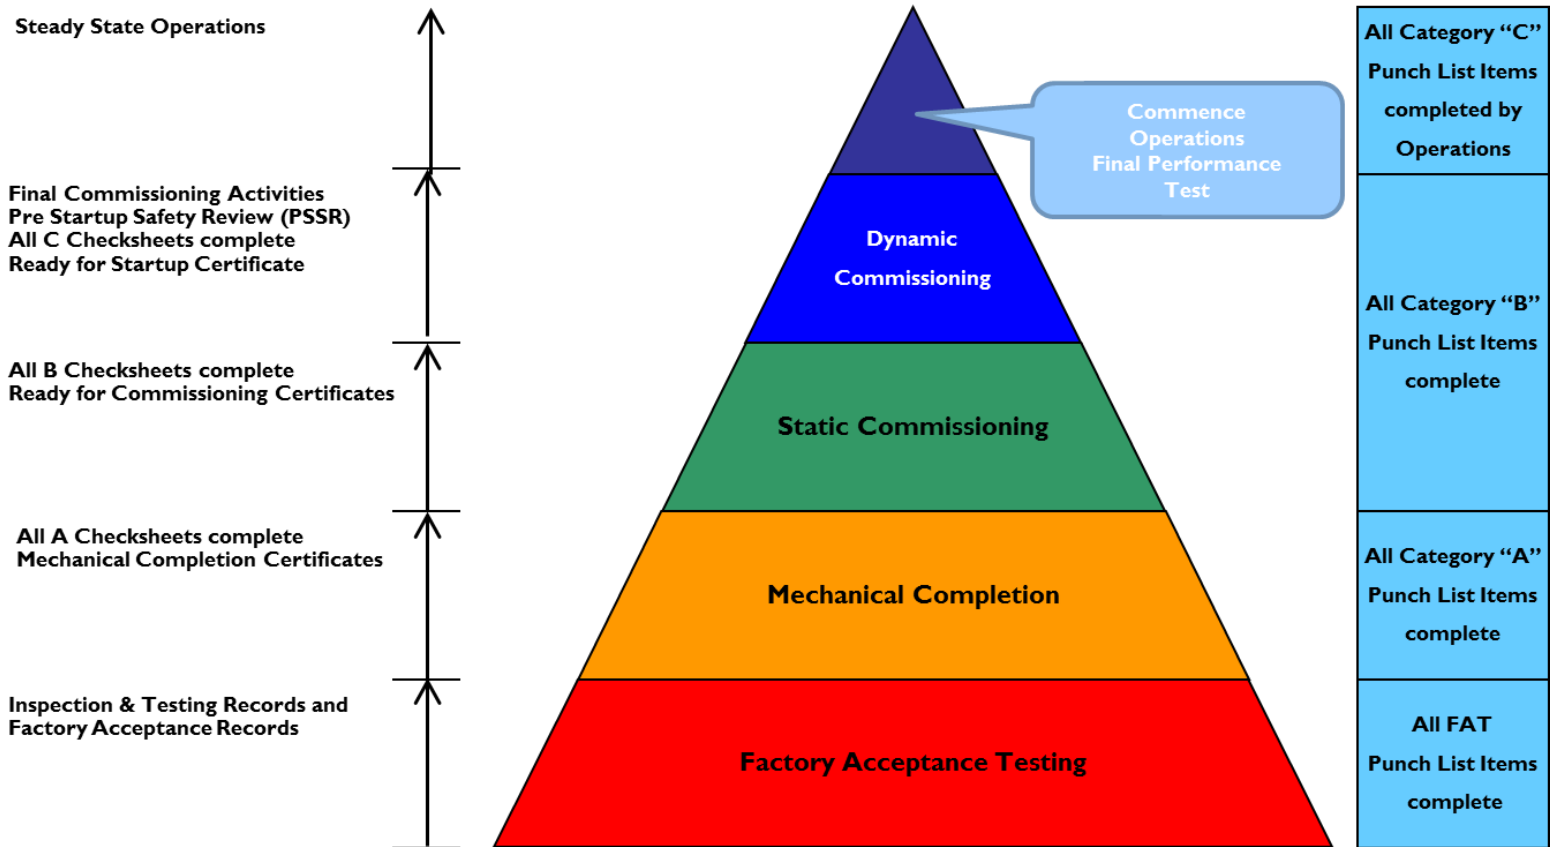 Steady State Operations
Final Commissioning Activities
Pre Startup Safety Review (PSSR)
All C Checksheets complete
Ready for Startup Certificate
All B Checksheets complete
Ready for Commissioning Certificates
All A Checksheets complete
Mechanical Completion Certificates
Inspection & Testing Records and
Factory Acceptance Records
Commence
Operations
Final Performance
Test
Dynamic
Commissioning
Static Commissioning
Mechanical Completion
Factory Acceptance Testing
All Category “C”
Punch List Items
completed by
Operations
All Category “B”
Punch List Items
complete
All Category “A”
Punch List Items
complete
All FAT
Punch List Items
complete